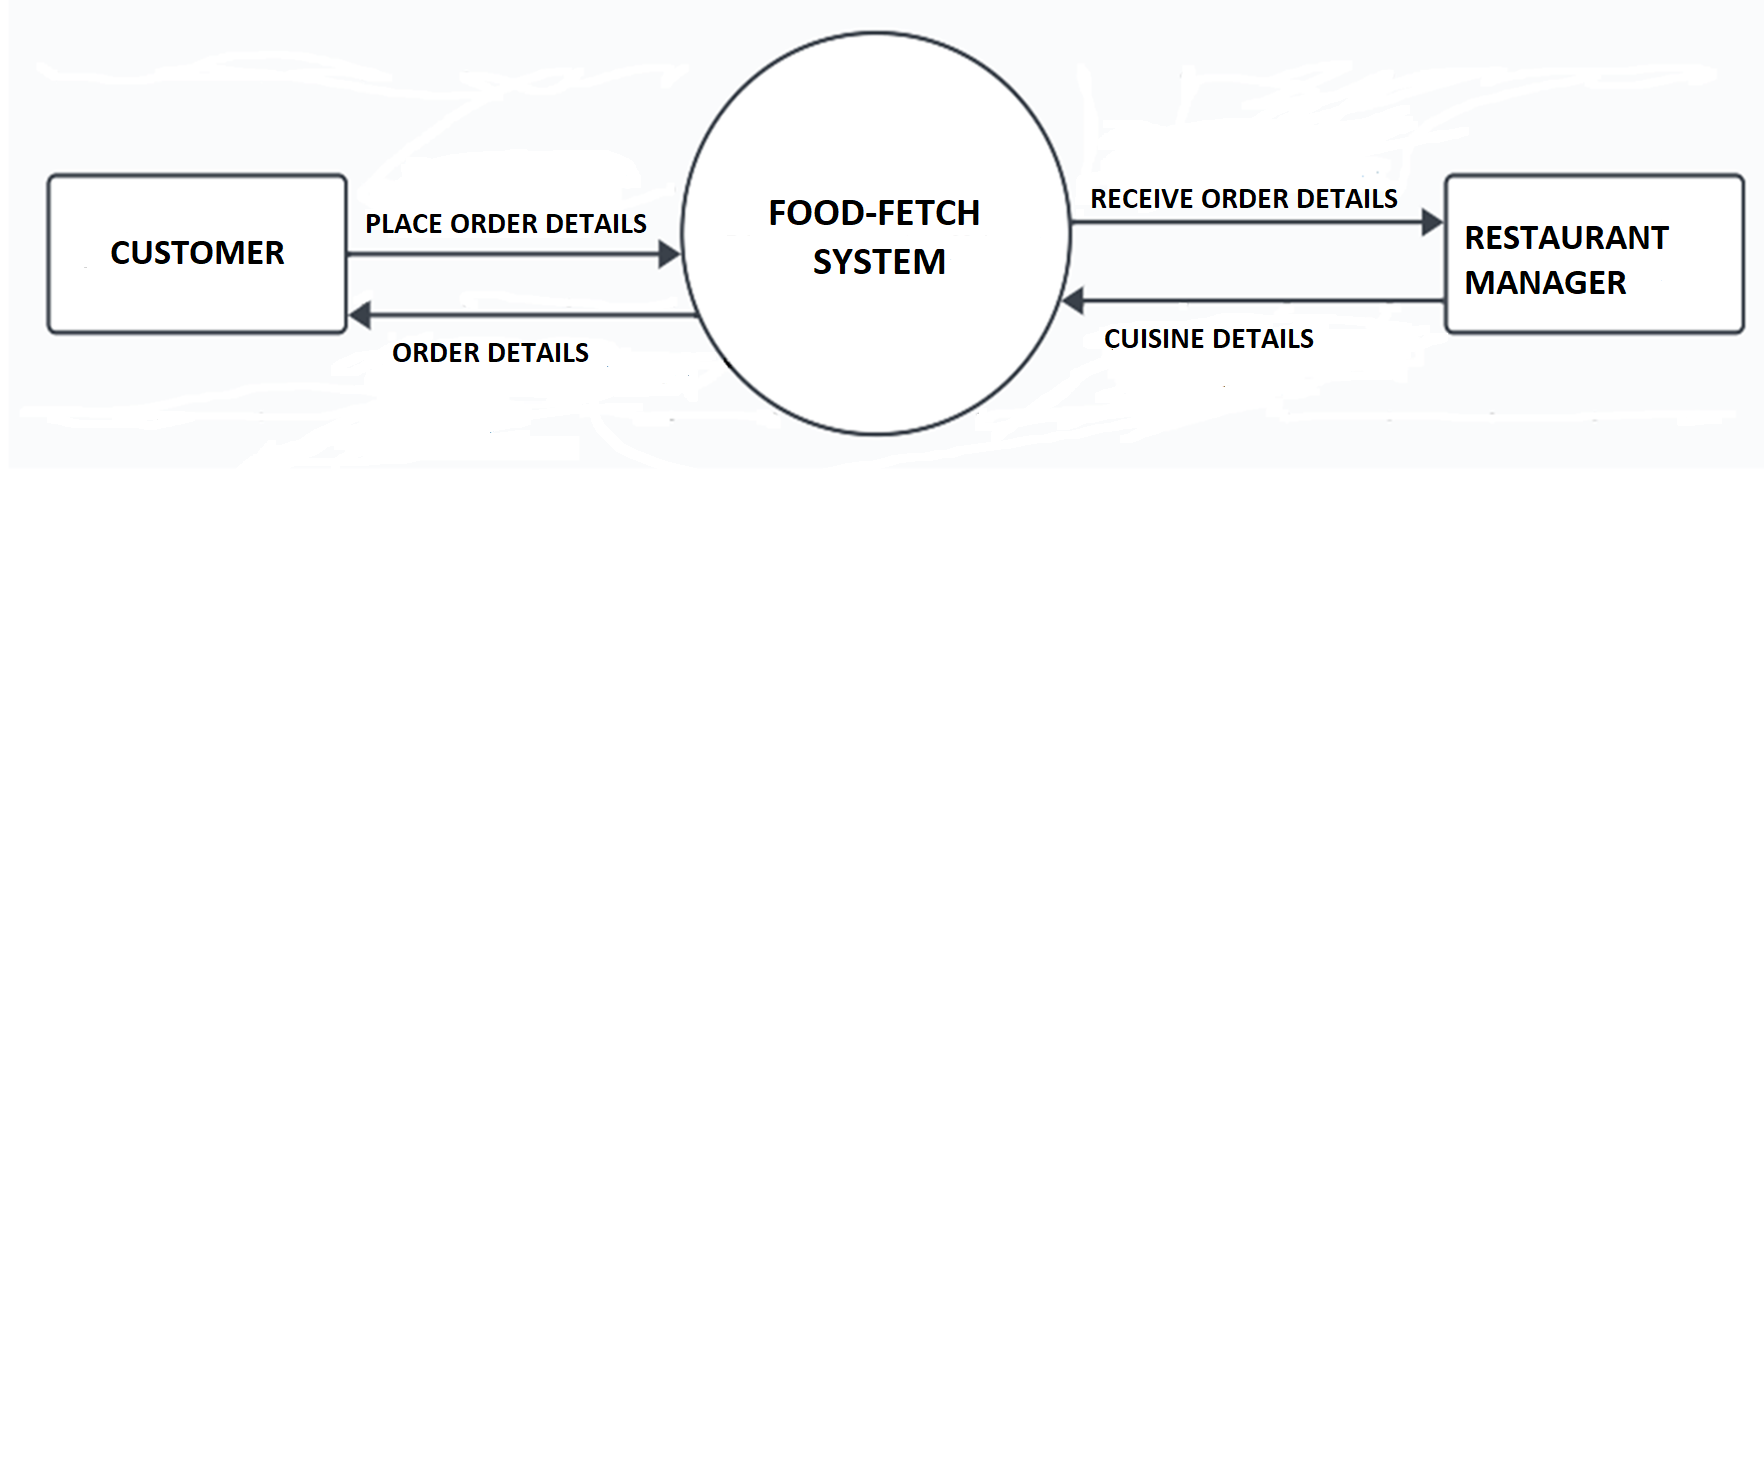 CUSTOMER
PLACE ORDER DETAILS
ORDER DETAILS
FOOD-FETCH
SYSTEM
RECEIVE ORDER DETAILS
CUISINE DETAILS
RESTAURANT
MANAGER